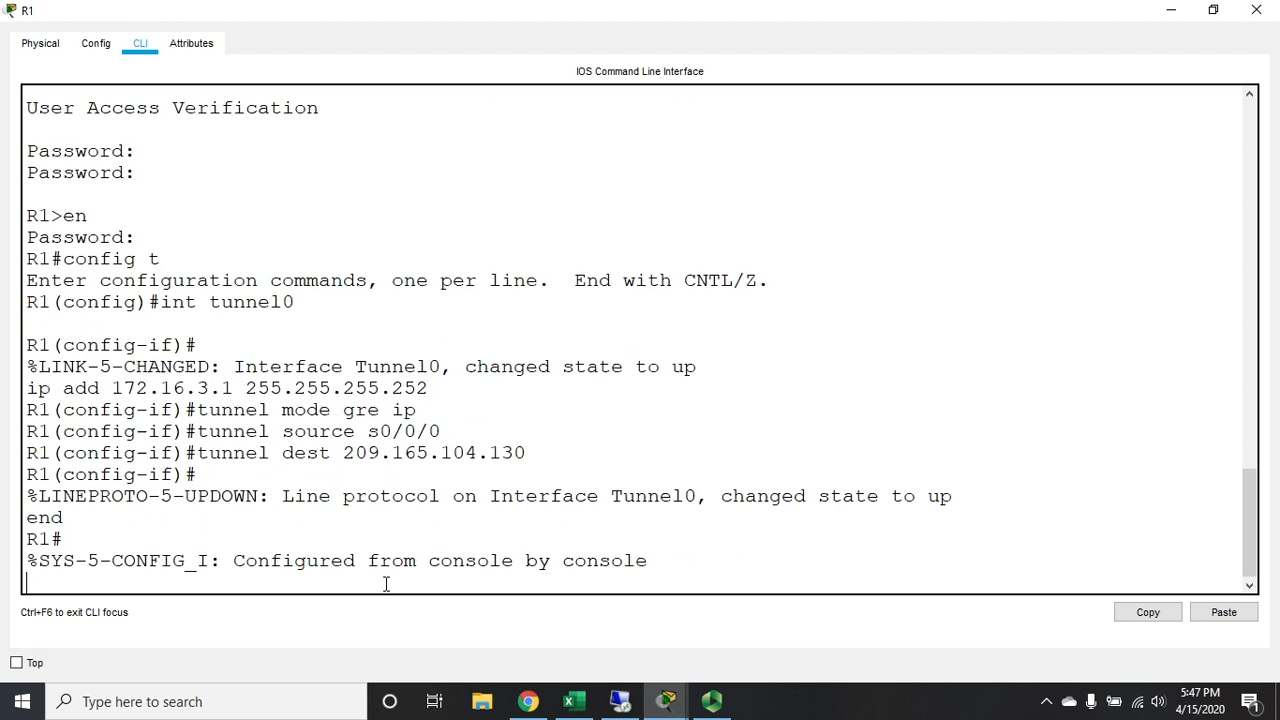 R1
Physical Config CLI Attributes
IOS Command Line Interface
User Access Verification
Password:
Password:
R1>en
Password:
R1#config t
Enter configuration commands, one per line.  End with CNTL/Z.
R1(config)#int tunnel0
R1(config-if)#
%LINK-5-CHANGED: Interface Tunnel0, changed state to up
ip add 172.16.3.1 255.255.255.252
R1(config-if)#tunnel mode gre ip
R1(config-if)#tunnel source s0/0/0
R1(config-if)#tunnel dest 209.165.104.130
R1(config-if)#
%LINEPROTO-5-UPDOWN: Line protocol on Interface Tunnel0, changed state to up
end
R1#
%SYS-5-CONFIG_I: Configured from console by console
Ctrl+F6 to exit CLI focus
Copy Paste
Top
Type here to search
5:47 PM
4/15/2020
1